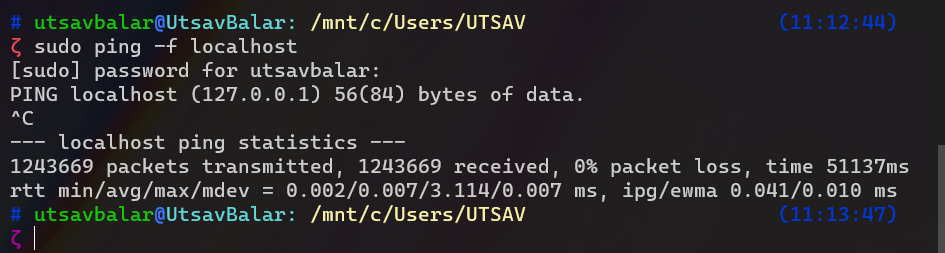 # utsavbalar@UtsavBalar: /mnt/c/Users/UTSAV (11:12:44)
ζ sudo ping -f localhost
[sudo] password for utsavbalar:
PING localhost (127.0.0.1) 56(84) bytes of data.
^C
--- localhost ping statistics ---
1243669 packets transmitted, 1243669 received, 0% packet loss, time 51137ms
rtt min/avg/max/mdev = 0.002/0.007/3.114/0.007 ms, ipg/ewma 0.041/0.010 ms
# utsavbalar@UtsavBalar: /mnt/c/Users/UTSAV (11:13:47)
ζ